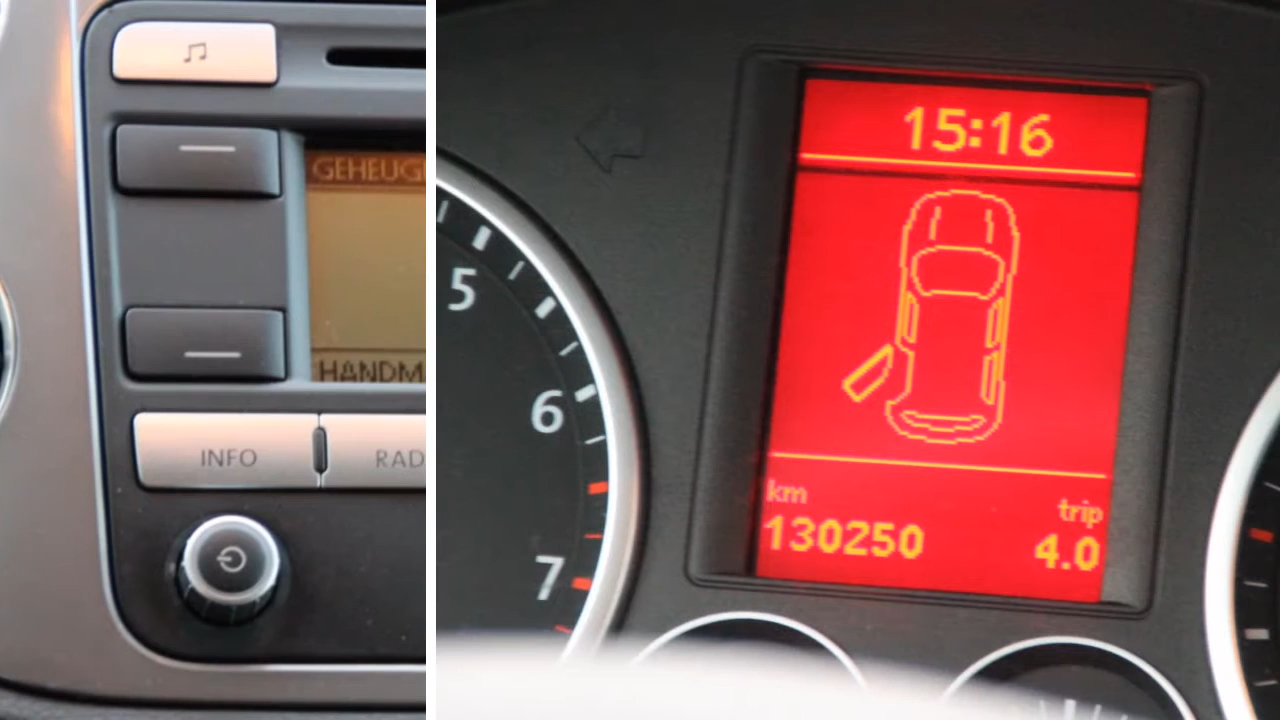 GEHEUG
HANDM
INFO
RAD
5
6
7
15:16
km
trip
130250
4.0